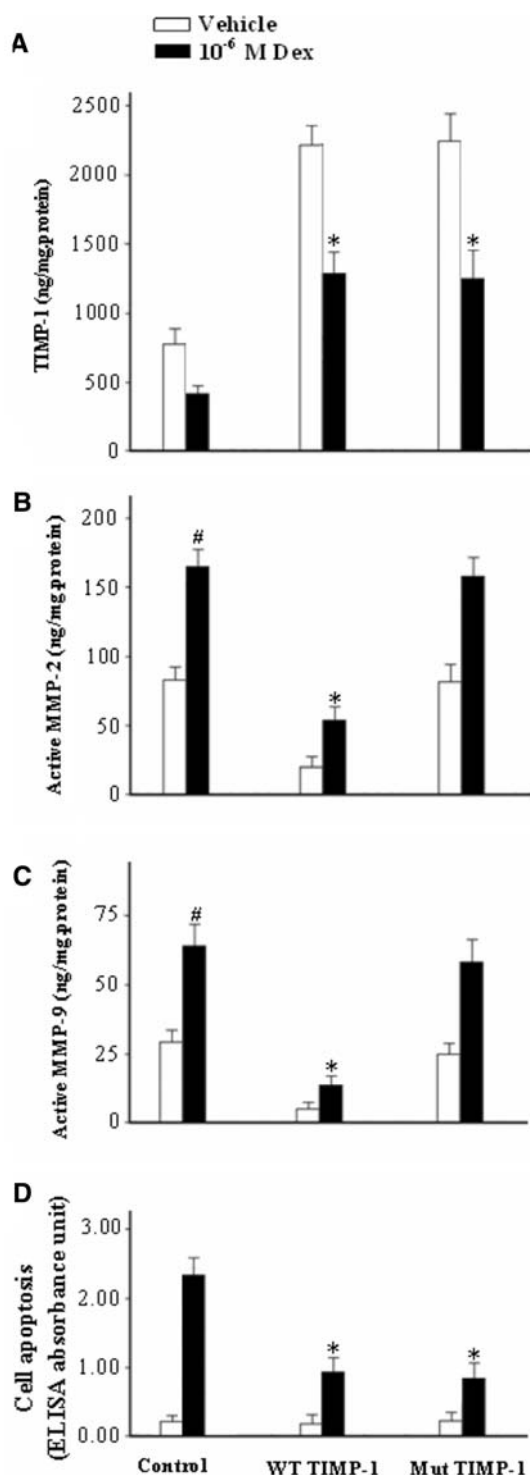 Vehicle
10⁻⁶ M Dex
A
2500
2000
1500
1000
500
0
TIMP-1 (ng/mg.protein)
*
*
B
200
150
100
50
0
Active MMP-2 (ng/mg.protein)
#
*
C
75
50
25
0
Active MMP-9 (ng/mg.protein)
#
*
D
3.00
2.00
1.00
0.00
Cell apoptosis
(ELISA absorbance unit)
*
*
Control WT TIMP-1 Mut TIMP-1